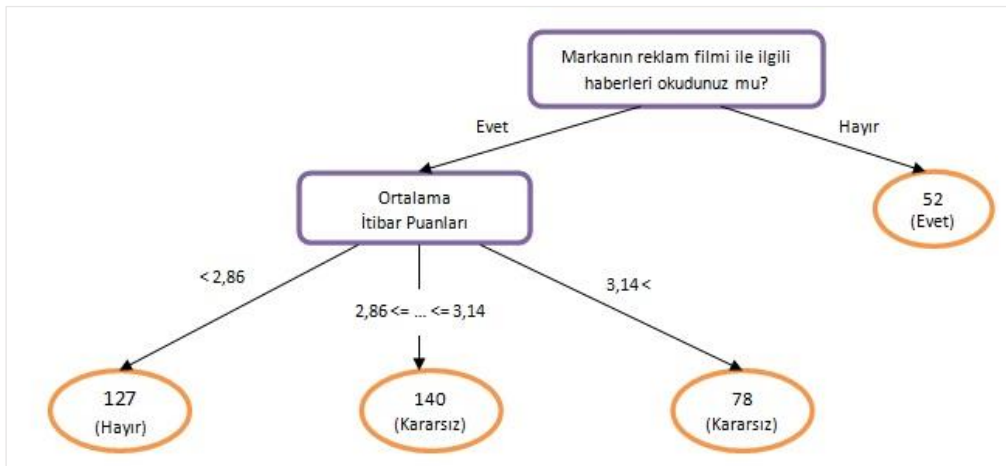 Markanın reklam filmi ile ilgili
haberleri okudunuz mu?
Evet
Hayır
Ortalama
İtibar Puanları
52
(Evet)
< 2,86
2,86 <= ... <= 3,14
3,14 <
127
(Hayır)
140
(Kararsız)
78
(Kararsız)